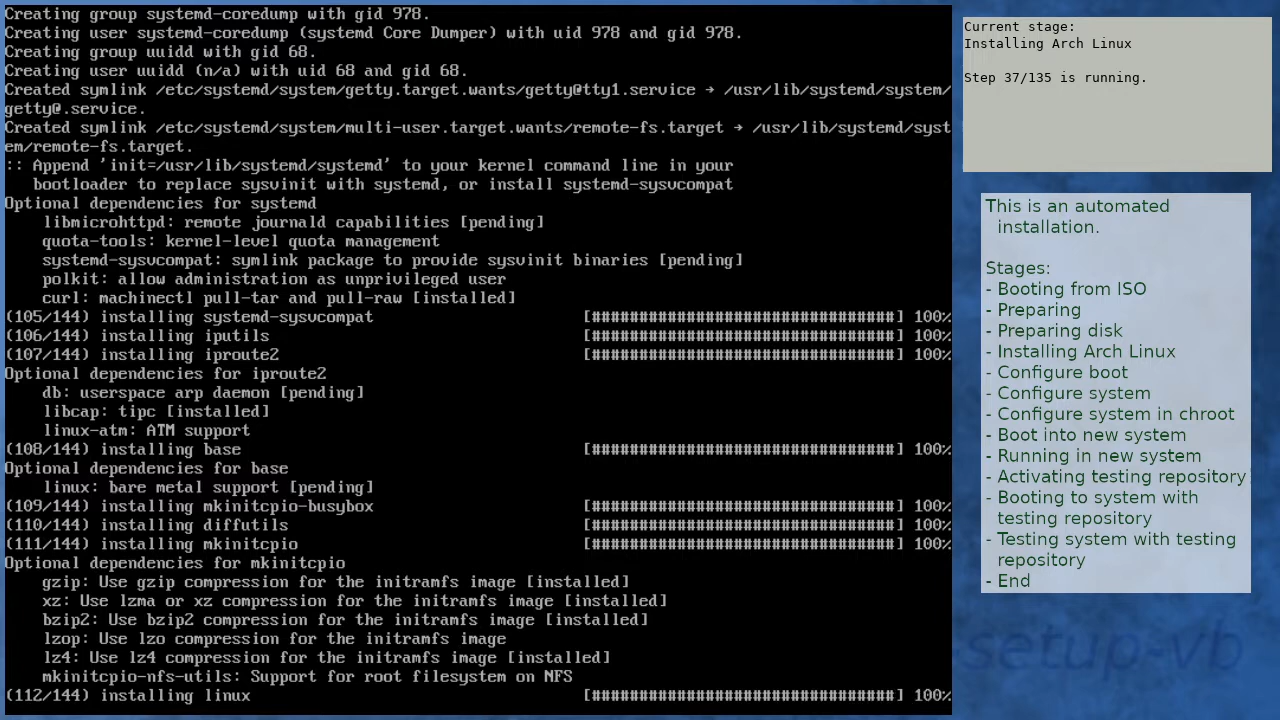 Creating group systemd-coredump with gid 978.
Creating user systemd-coredump (systemd Core Dumper) with uid 978 and gid 978.
Creating group uuidd with gid 68.
Creating user uuidd (n/a) with uid 68 and gid 68.
Created symlink /etc/systemd/system/getty.target.wants/getty@tty1.service → /usr/lib/systemd/system/
getty@.service.
Created symlink /etc/systemd/system/multi-user.target.wants/remote-fs.target → /usr/lib/systemd/syst
em/remote-fs.target.
:: Append 'init=/usr/lib/systemd/systemd' to your kernel command line in your
bootloader to replace sysvinit with systemd, or install systemd-sysvcompat
Optional dependencies for systemd
libmicrohttpd: remote journald capabilities [pending]
quota-tools: kernel-level quota management
systemd-sysvcompat: symlink package to provide sysvinit binaries [pending]
polkit: allow administration as unprivileged user
curl: machinectl pull-tar and pull-raw [installed]
(105/144) installing systemd-sysvcompat [################################] 100%
(106/144) installing iputils [################################] 100%
(107/144) installing iproute2 [################################] 100%
Optional dependencies for iproute2
db: userspace arp daemon [pending]
libcap: tipc [installed]
linux-atm: ATM support
(108/144) installing base [################################] 100%
Optional dependencies for base
linux: bare metal support [pending]
(109/144) installing mkinitcpio-busybox [################################] 100%
(110/144) installing diffutils [################################] 100%
(111/144) installing mkinitcpio [################################] 100%
Optional dependencies for mkinitcpio
gzip: Use gzip compression for the initramfs image [installed]
xz: Use lzma or xz compression for the initramfs image [installed]
bzip2: Use bzip2 compression for the initramfs image [installed]
lzop: Use lzo compression for the initramfs image
lz4: Use lz4 compression for the initramfs image [installed]
mkinitcpio-nfs-utils: Support for root filesystem on NFS
(112/144) installing linux [################################] 100%
Current stage:
Installing Arch Linux
Step 37/135 is running.
This is an automated
installation.
Stages:
- Booting from ISO
- Preparing
- Preparing disk
- Installing Arch Linux
- Configure boot
- Configure system
- Configure system in chroot
- Boot into new system
- Running in new system
- Activating testing repository
- Booting to system with
testing repository
- Testing system with testing
repository
- End
-setup-vb